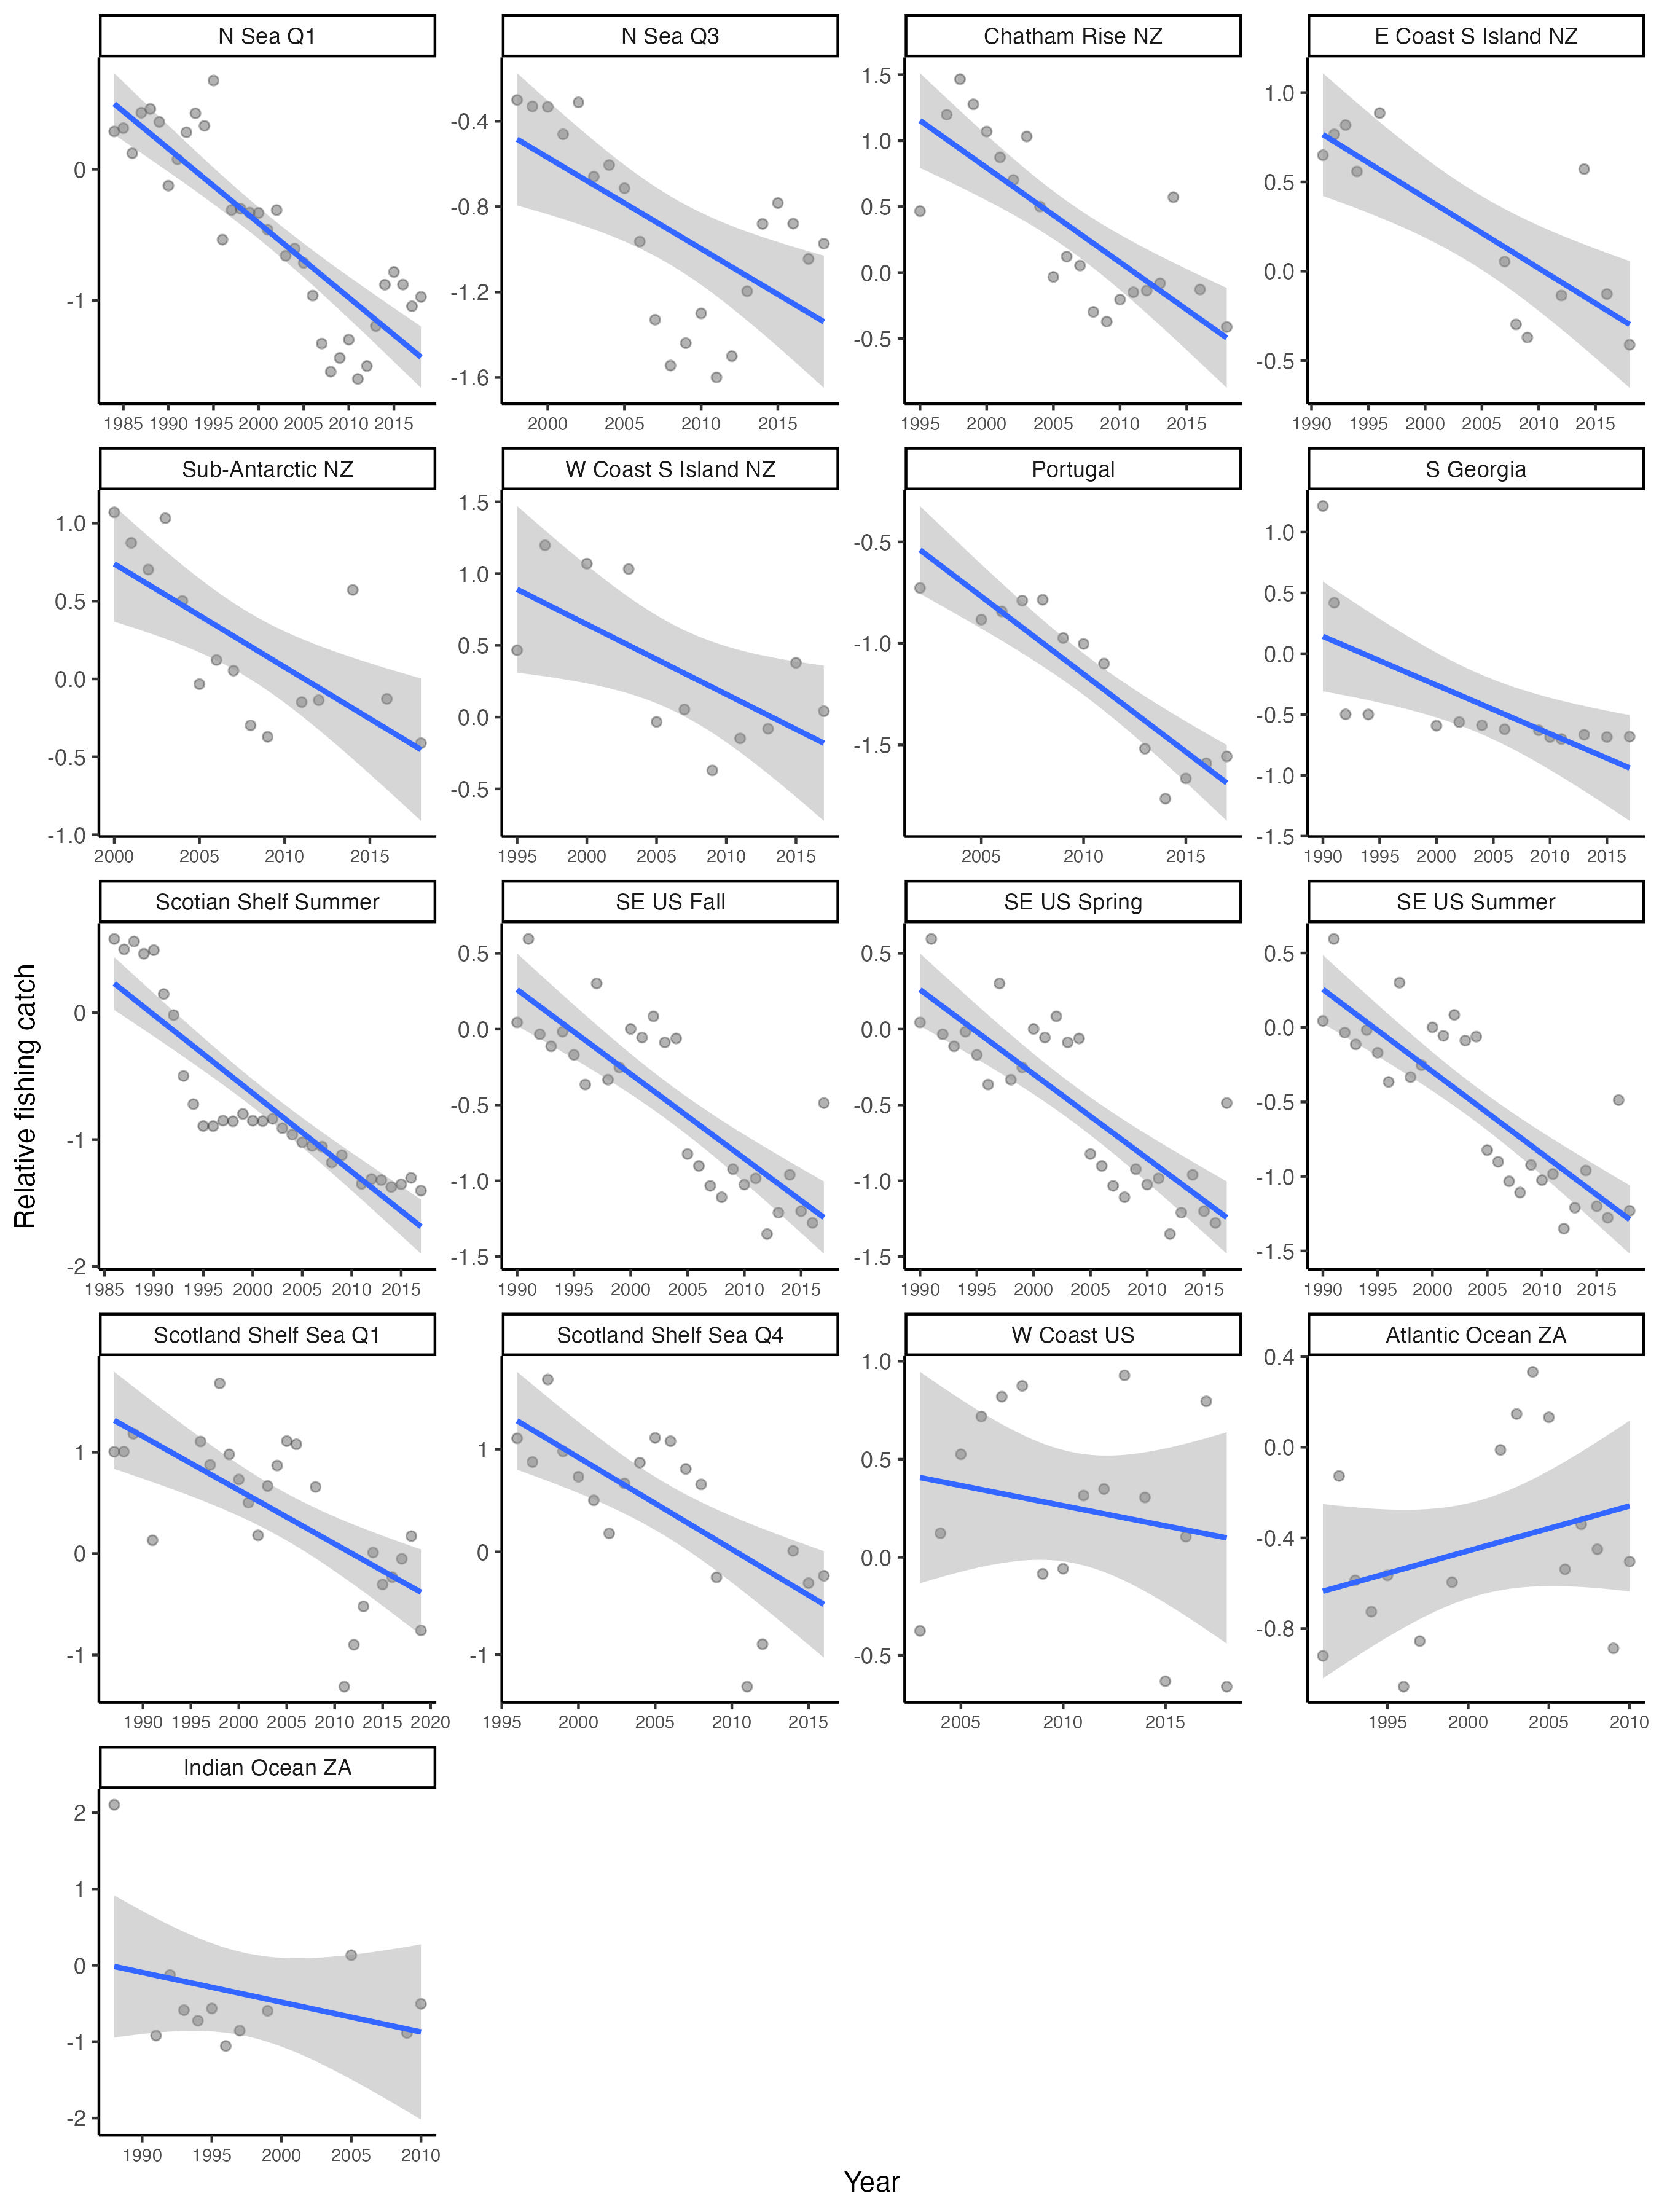 N Sea Q1
N Sea Q3
Chatham Rise NZ
E Coast S Island NZ
0
-1
1985 1990 1995 2000 2005 2010 2015
-0.4
-0.8
-1.2
-1.6
2000 2005 2010 2015
1.5
1.0
0.5
0.0
-0.5
1995 2000 2005 2010 2015
1.0
0.5
0.0
-0.5
1990 1995 2000 2005 2010 2015
Sub-Antarctic NZ
W Coast S Island NZ
Portugal
S Georgia
1.0
0.5
0.0
-0.5
-1.0
2000 2005 2010 2015
1.5
1.0
0.5
0.0
-0.5
1995 2000 2005 2010 2015
-0.5
-1.0
-1.5
2005 2010 2015
1.0
0.5
0.0
-0.5
-1.0
-1.5
1990 1995 2000 2005 2010 2015
Relative fishing catch
Scotian Shelf Summer
SE US Fall
SE US Spring
SE US Summer
0
-1
-2
1985 1990 1995 2000 2005 2010 2015
0.5
0.0
-0.5
-1.0
-1.5
1990 1995 2000 2005 2010 2015
0.5
0.0
-0.5
-1.0
-1.5
1990 1995 2000 2005 2010 2015
0.5
0.0
-0.5
-1.0
-1.5
1990 1995 2000 2005 2010 2015
Scotland Shelf Sea Q1
Scotland Shelf Sea Q4
W Coast US
Atlantic Ocean ZA
1
0
-1
1990 1995 2000 2005 2010 2015 2020
1
0
-1
1995 2000 2005 2010 2015
1.0
0.5
0.0
-0.5
2005 2010 2015
0.4
0.0
-0.4
-0.8
1995 2000 2005 2010
Indian Ocean ZA
2
1
0
-1
-2
1990 1995 2000 2005 2010
Year